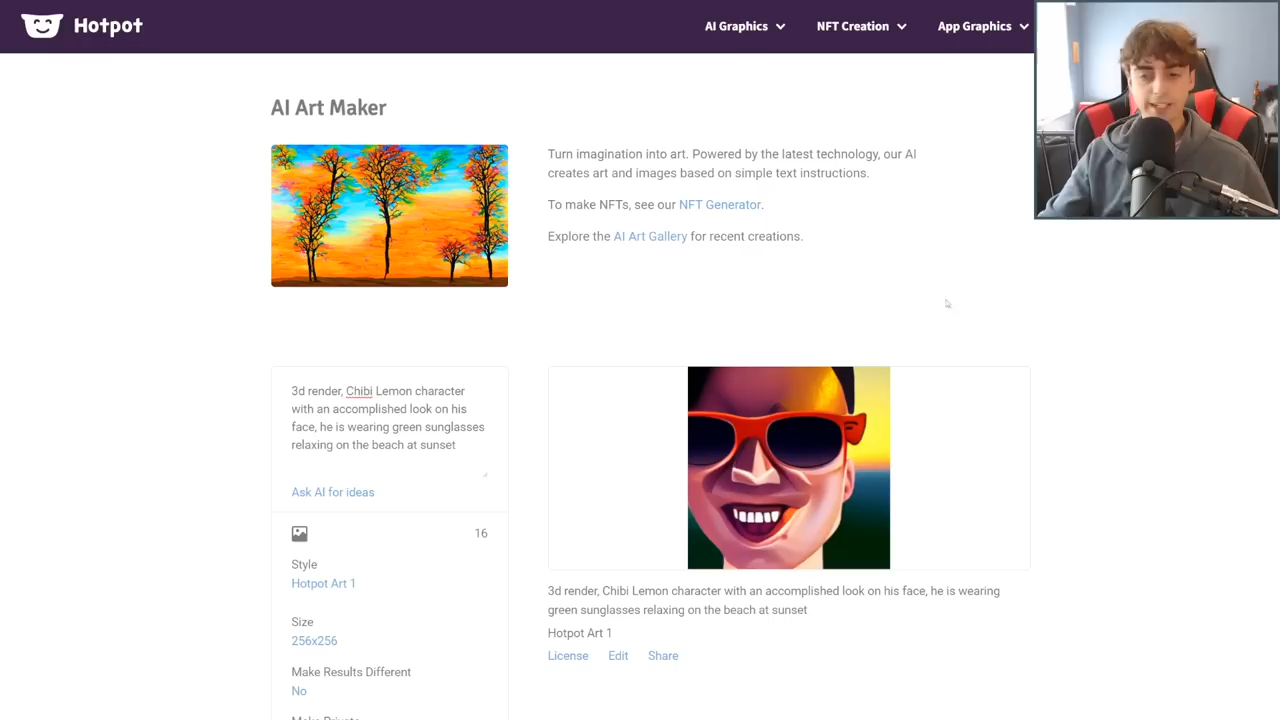 Hotpot
AI Graphics
NFT Creation
App Graphics
AI Art Maker
Turn imagination into art. Powered by the latest technology, our AI
creates art and images based on simple text instructions.
To make NFTs, see our NFT Generator.
Explore the AI Art Gallery for recent creations.
3d render, Chibi Lemon character
with an accomplished look on his
face, he is wearing green sunglasses
relaxing on the beach at sunset
Ask AI for ideas
16
Style
Hotpot Art 1
Size
256x256
Make Results Different
No
Make Private
3d render, Chibi Lemon character with an accomplished look on his face, he is wearing
green sunglasses relaxing on the beach at sunset
Hotpot Art 1
License Edit Share